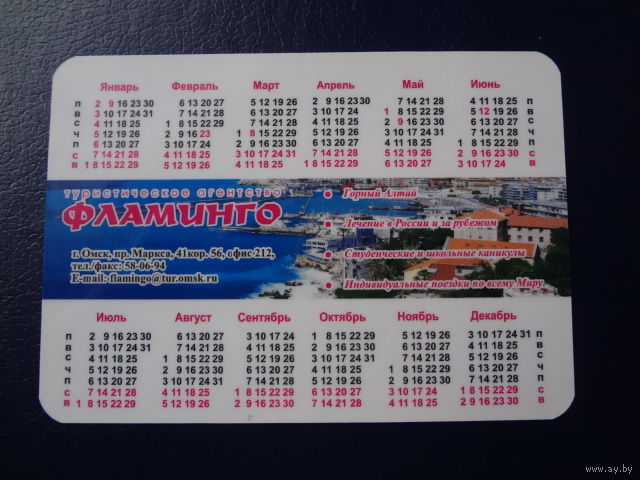 Январь Февраль Март Апрель Май Июнь
П 2 9 16 23 30 6 13 20 27 5 12 19 26 2 9 16 23 30 7 14 21 28 4 11 18 25 П
В 3 10 17 24 31 7 14 21 28 6 13 20 27 3 10 17 24 1 8 15 22 29 5 12 19 26 В
С 4 11 18 25 1 8 15 22 29 7 14 21 28 4 11 18 25 2 9 16 23 30 6 13 20 27 С
Ч 5 12 19 26 2 9 16 23 1 8 15 22 29 5 12 19 26 3 10 17 24 31 7 14 21 28 Ч
П 6 13 20 27 3 10 17 24 2 9 16 23 30 6 13 20 27 4 11 18 25 1 8 15 22 29 П
С 7 14 21 28 4 11 18 25 3 10 17 24 31 7 14 21 28 5 12 19 26 2 9 16 23 30 С
В 1 8 15 22 29 5 12 19 26 4 11 18 25 1 8 15 22 29 6 13 20 27 3 10 17 24 В
туристическое агентство
ФЛАМИНГО
г. Омск, пр. Маркса, 41кор. 56, офис 212,
тел./факс: 58-06-94
E-mail: flamingo@tur.omsk.ru
Горный Алтай
Лечение в России и за рубежом
Студенческие и школьные каникулы
Индивидуальные поездки по всему Миру
Июль Август Сентябрь Октябрь Ноябрь Декабрь
П 2 9 16 23 30 6 13 20 27 3 10 17 24 1 8 15 22 29 5 12 19 26 3 10 17 24 31 П
В 3 10 17 24 31 7 14 21 28 4 11 18 25 2 9 16 23 30 6 13 20 27 4 11 18 25 В
С 4 11 18 25 1 8 15 22 29 5 12 19 26 3 10 17 24 31 7 14 21 28 5 12 19 26 С
Ч 5 12 19 26 2 9 16 23 30 6 13 20 27 4 11 18 25 1 8 15 22 29 6 13 20 27 Ч
П 6 13 20 27 3 10 17 24 31 7 14 21 28 5 12 19 26 2 9 16 23 30 7 14 21 28 П
С 7 14 21 28 4 11 18 25 1 8 15 22 29 6 13 20 27 3 10 17 24 1 8 15 22 29 С
В 1 8 15 22 29 5 12 19 26 2 9 16 23 30 7 14 21 28 4 11 18 25 2 9 16 23 30 В
www.ay.by